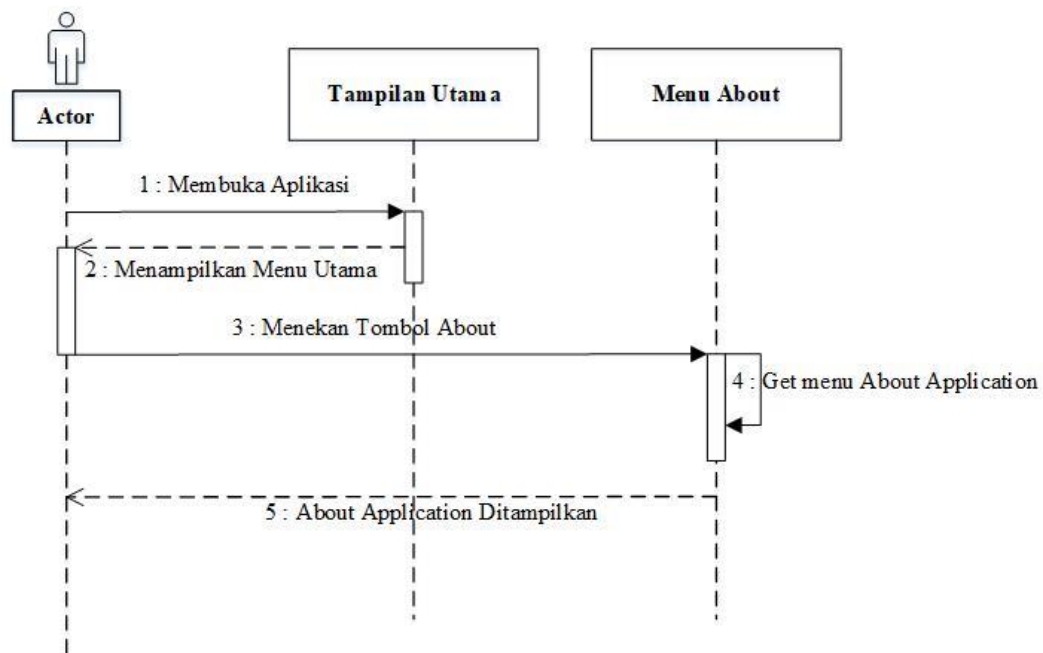 Actor
Tampilan Utama
Menu About
1 : Membuka Aplikasi
2 : Menampilkan Menu Utama
3 : Menekan Tombol About
4 : Get menu About Application
5 : About Application Ditampilkan